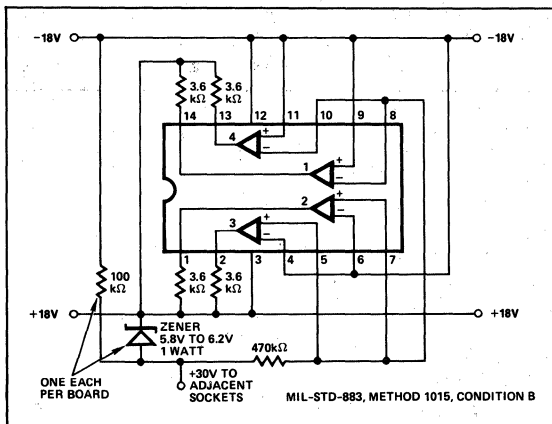 -18V
-18V
3.6
kΩ
3.6
kΩ
14
13
12
11
10
9
8
4
+
−
1
+
−
2
+
−
3
+
−
1
2
3
4
5
6
7
100
kΩ
3.6
kΩ
3.6
kΩ
+18V
+18V
ZENER
5.8V TO 6.2V
1 WATT
470kΩ
ONE EACH
PER BOARD
+30V TO
ADJACENT
SOCKETS
MIL-STD-883, METHOD 1015, CONDITION B